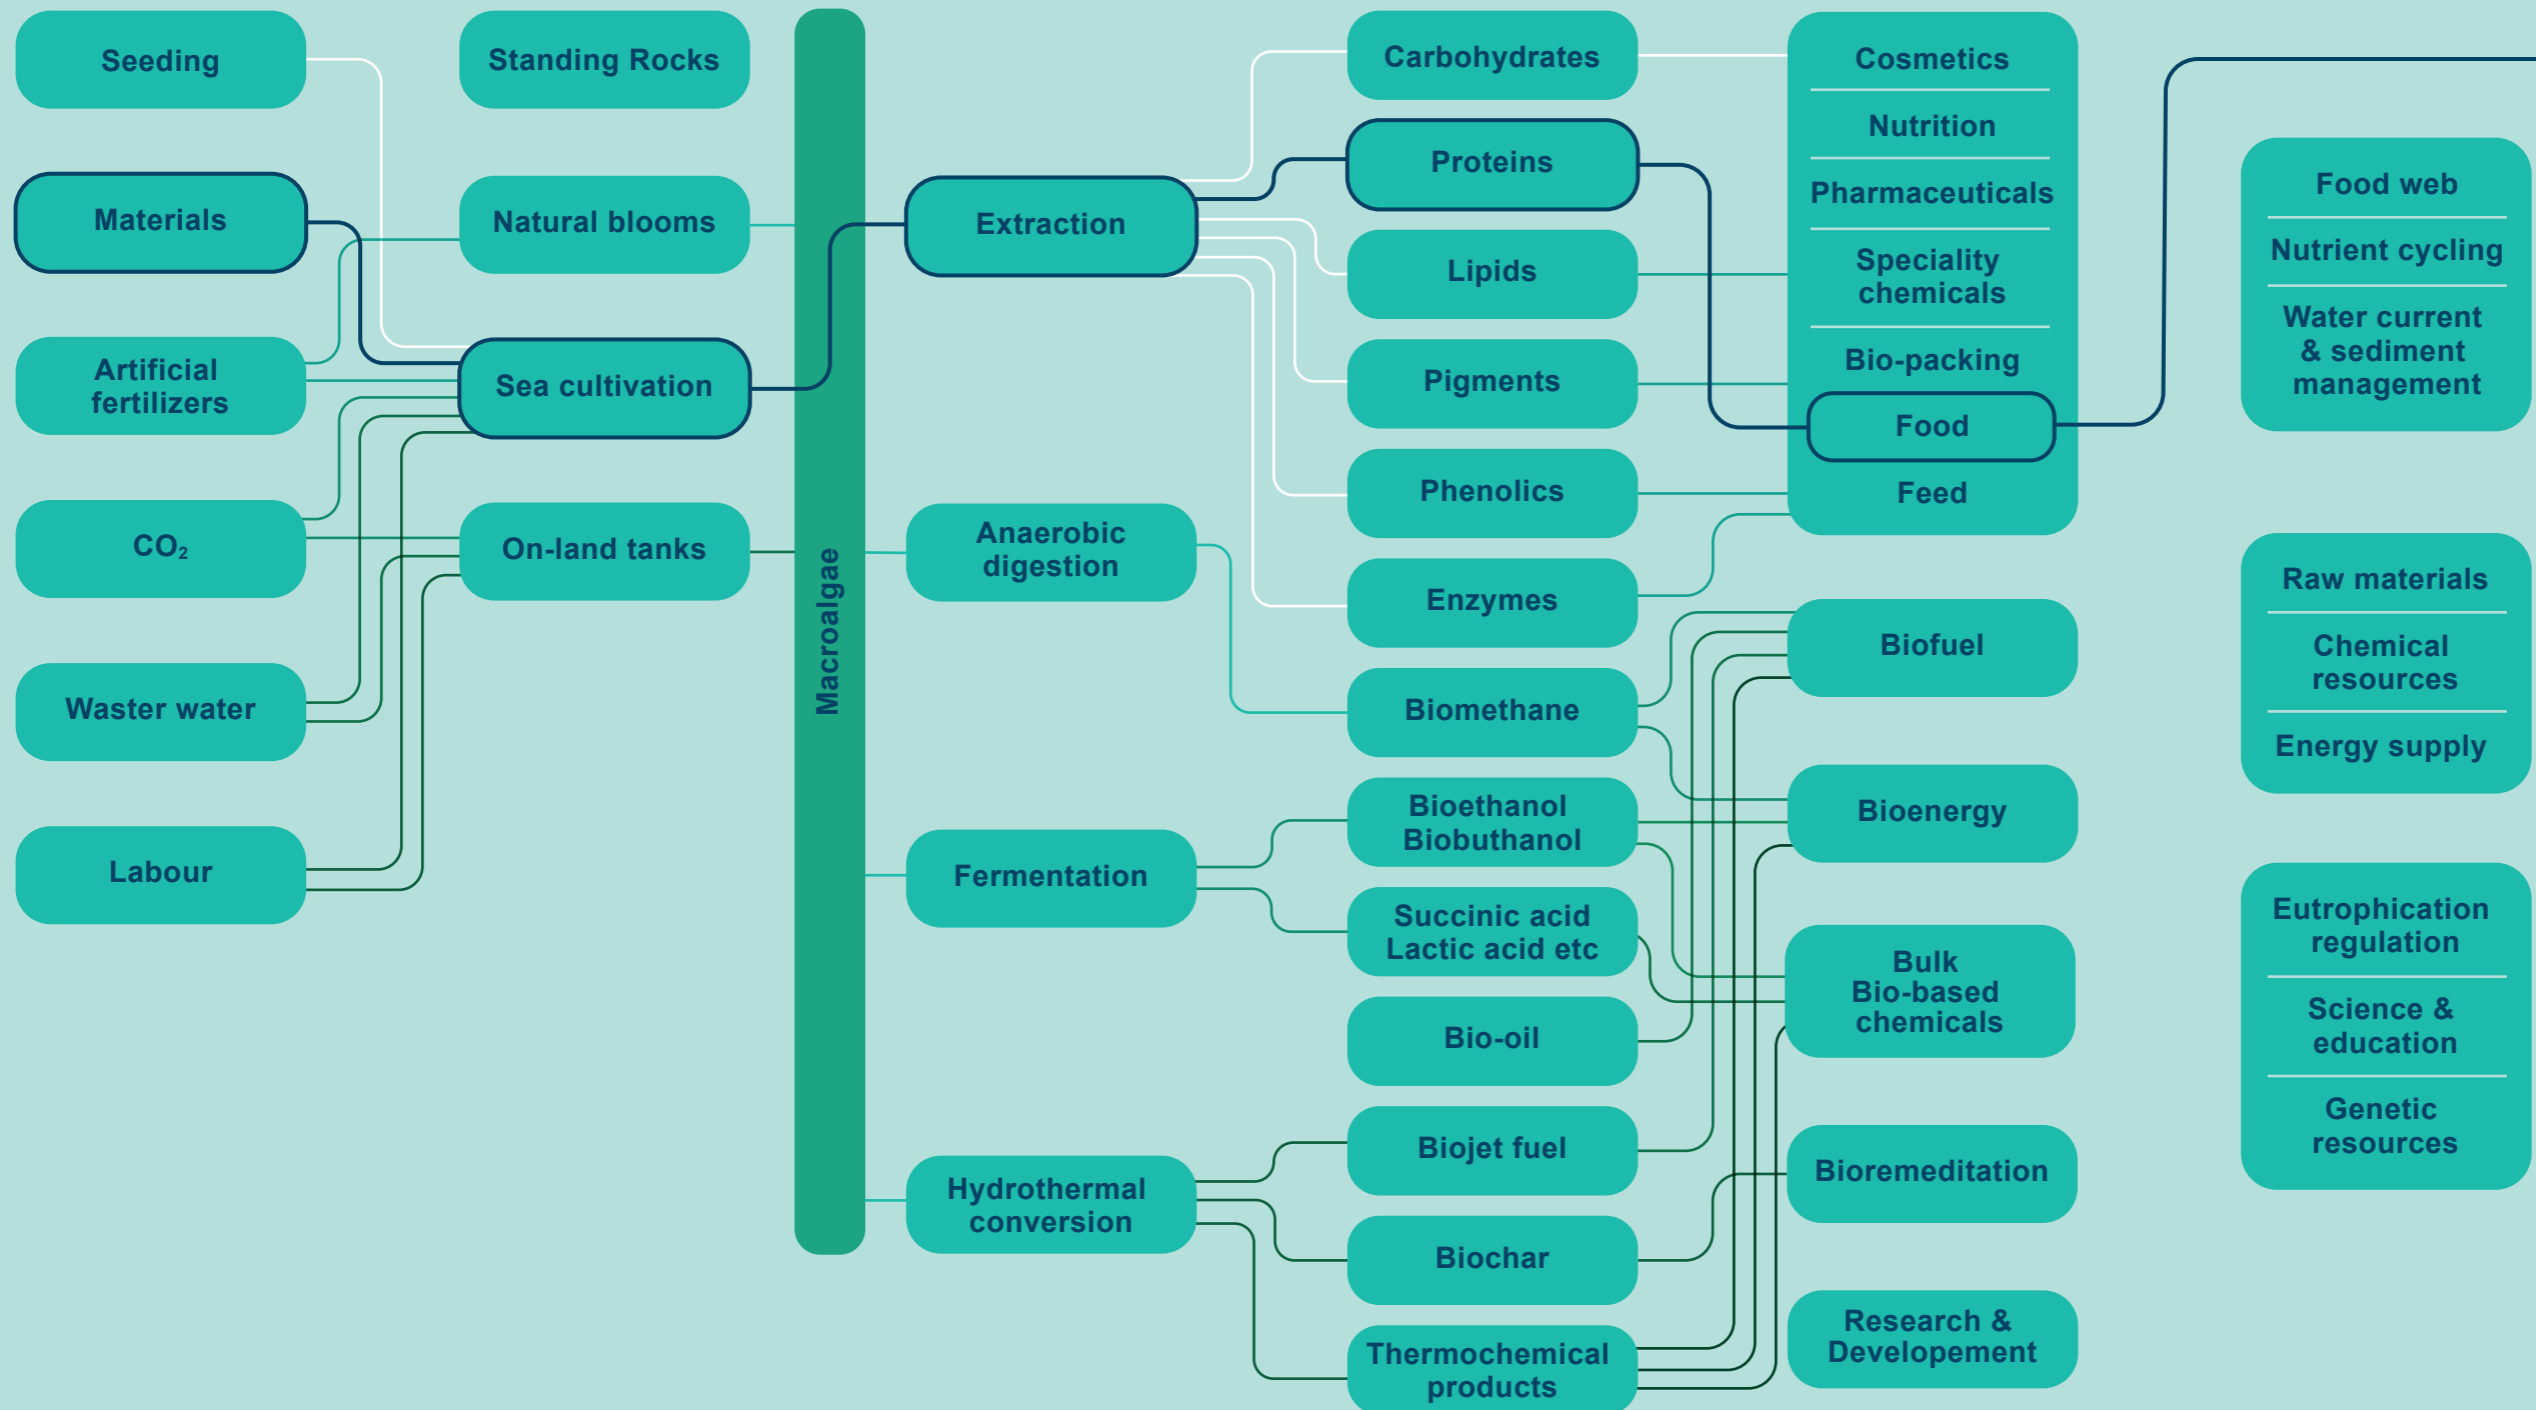 Seeding
Materials
Artificial
fertilizers
CO₂
Waster water
Labour
Standing Rocks
Natural blooms
Sea cultivation
On-land tanks
Macroalgae
Extraction
Anaerobic
digestion
Fermentation
Hydrothermal
conversion
Carbohydrates
Proteins
Lipids
Pigments
Phenolics
Enzymes
Biomethane
Bioethanol
Biobuthanol
Succinic acid
Lactic acid etc
Bio-oil
Biojet fuel
Biochar
Thermochemical
products
Cosmetics
Nutrition
Pharmaceuticals
Speciality
chemicals
Bio-packing
Food
Feed
Biofuel
Bioenergy
Bulk
Bio-based
chemicals
Bioremeditation
Research &
Developement
Food web
Nutrient cycling
Water current
& sediment
management
Raw materials
Chemical
resources
Energy supply
Eutrophication
regulation
Science &
education
Genetic
resources